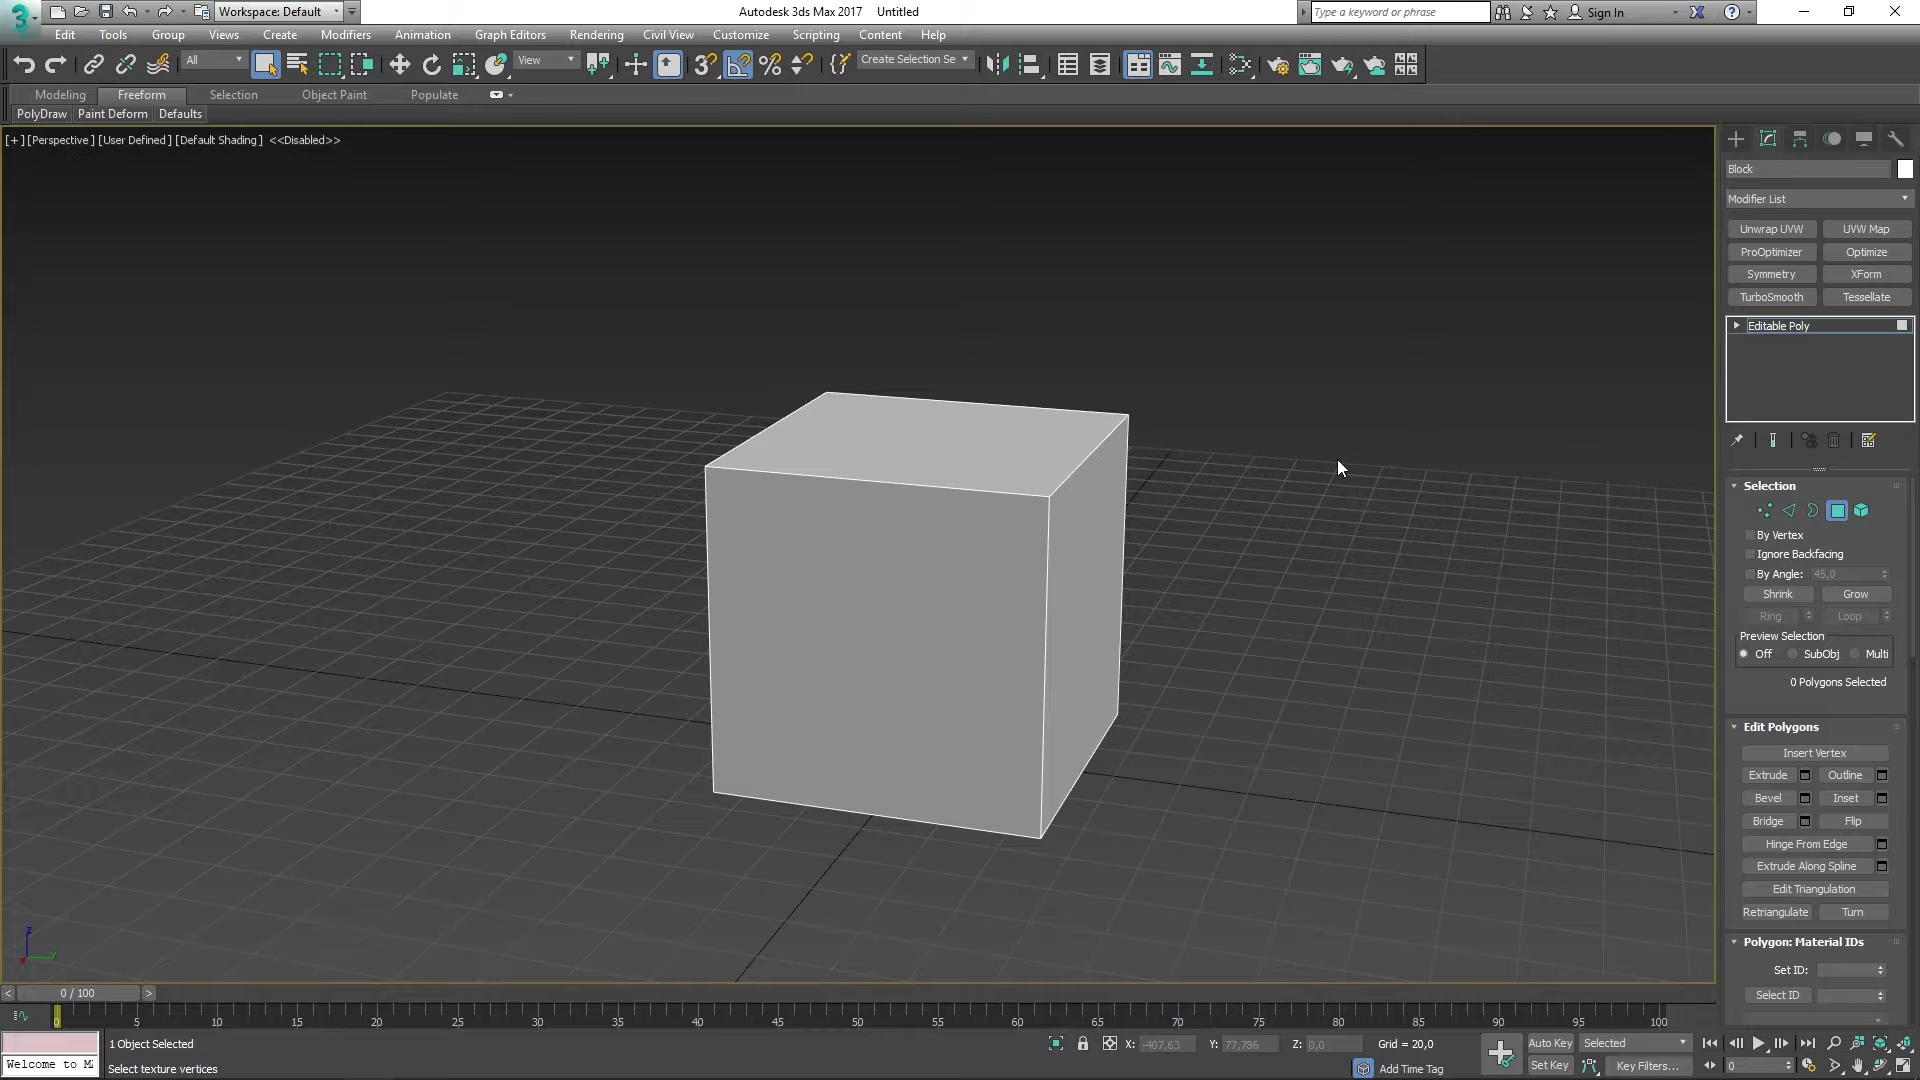 3 Workspace: Default Autodesk 3ds Max 2017 Untitled Type a keyword or phrase Sign In
Edit Tools Group Views Create Modifiers Animation Graph Editors Rendering Civil View Customize Scripting Content Help
All View 3 Create Selection Se
Modeling Freeform Selection Object Paint Populate
PolyDraw Paint Deform Defaults
[+] [Perspective] [User Defined] [Default Shading] <<Disabled>>
Block
Modifier List
Unwrap UVW UVW Map
ProOptimizer Optimize
Symmetry XForm
TurboSmooth Tessellate
Editable Poly
Selection
By Vertex
Ignore Backfacing
By Angle: 45,0
Shrink Grow
Ring Loop
Preview Selection
Off SubObj Multi
0 Polygons Selected
Edit Polygons
Insert Vertex
Extrude Outline
Bevel Inset
Bridge Flip
Hinge From Edge
Extrude Along Spline
Edit Triangulation
Retriangulate Turn
Polygon: Material IDs
Set ID:
Select ID
z
x y
< 0 / 100 >
0 5 10 15 20 25 30 35 40 45 50 55 60 65 70 75 80 85 90 95 100
1 Object Selected X: -407,63 Y: 77,786 Z: 0,0 Grid = 20,0 Auto Key Selected
Welcome to M Select texture vertices Add Time Tag Set Key Key Filters... 0